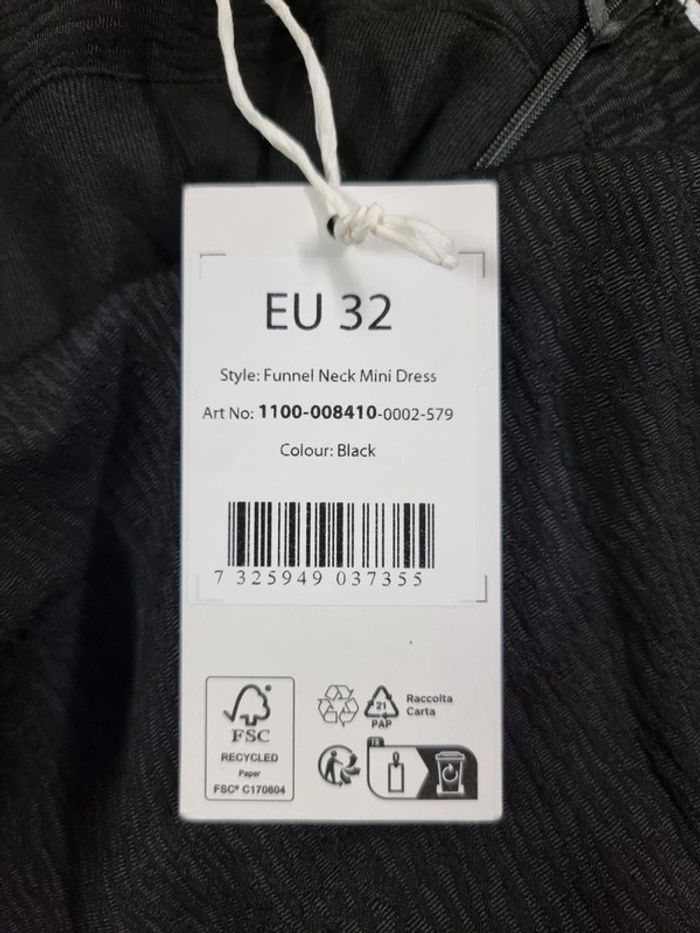 EU 32
Style: Funnel Neck Mini Dress
Art No: 1100-008410-0002-579
Colour: Black
7 325949 037355
FSC
RECYCLED
Paper
FSC® C170604
21
PAP
Raccolta
Carta
FR